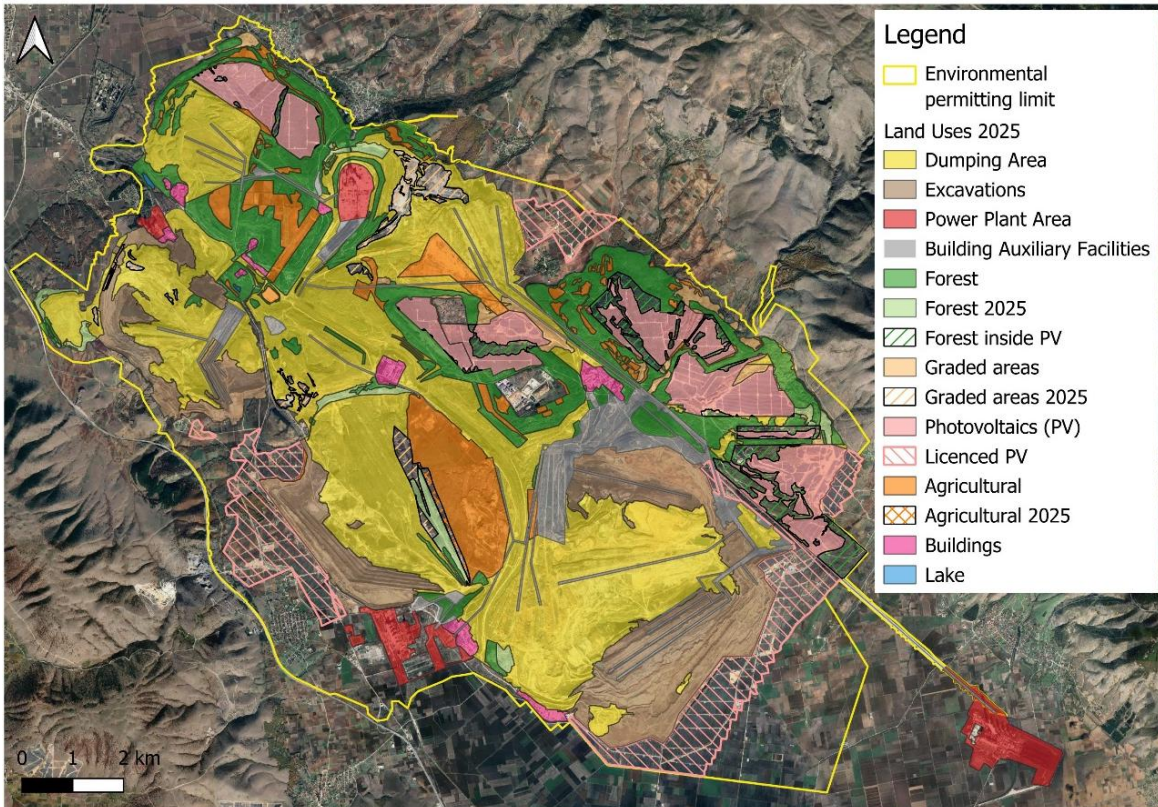 Legend
Environmental
permitting limit
Land Uses 2025
Dumping Area
Excavations
Power Plant Area
Building Auxiliary Facilities
Forest
Forest 2025
Forest inside PV
Graded areas
Graded areas 2025
Photovoltaics (PV)
Licenced PV
Agricultural
Agricultural 2025
Buildings
Lake
0 1 2 km